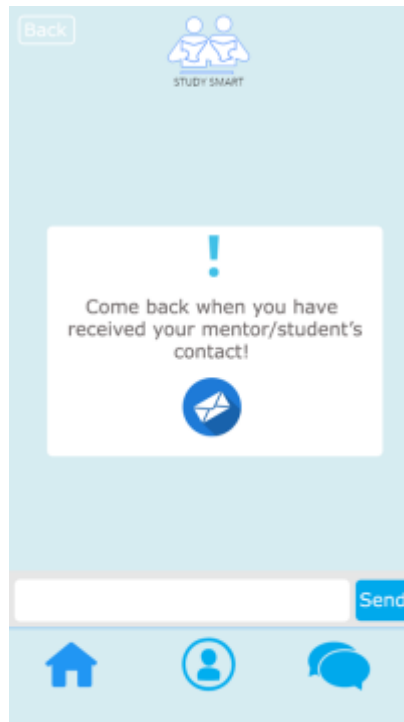 Back
STUDY SMART
!
Come back when you have
received your mentor/student's
contact!
Send